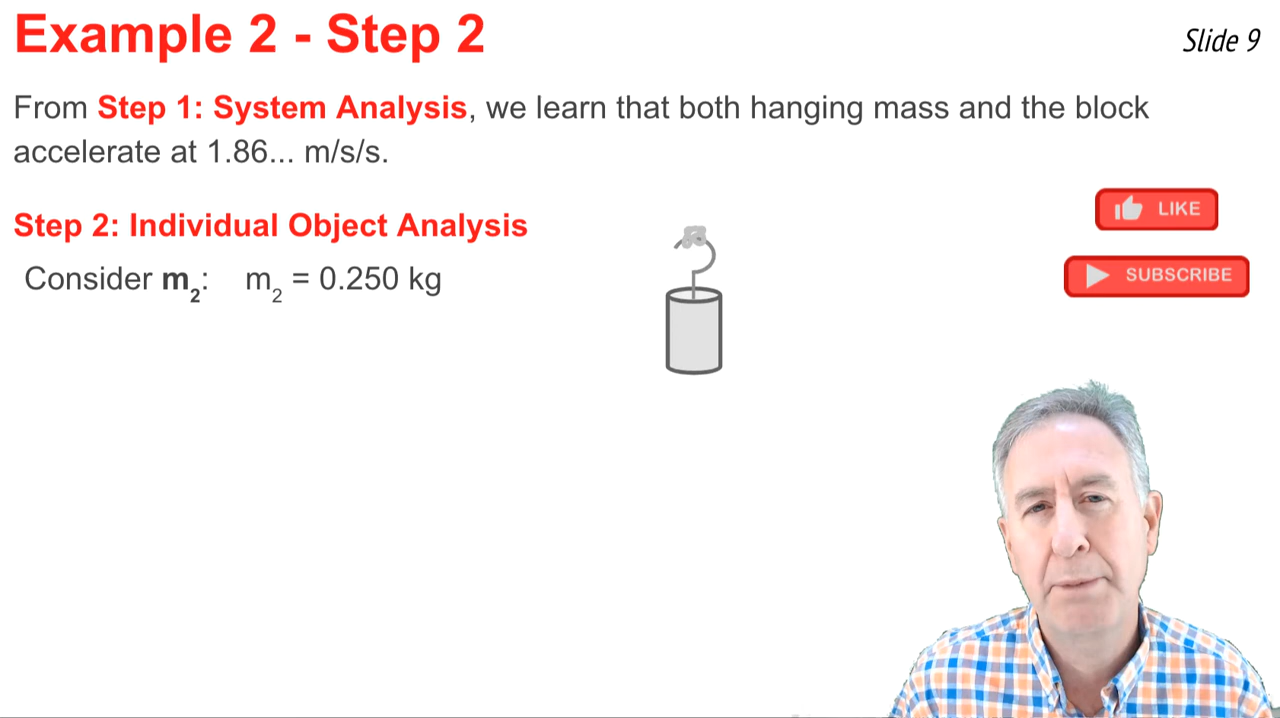 Example 2 - Step 2
Slide 9
From Step 1: System Analysis, we learn that both hanging mass and the block
accelerate at 1.86... m/s/s.
LIKE
Step 2: Individual Object Analysis
SUBSCRIBE
Consider m₂: m₂ = 0.250 kg